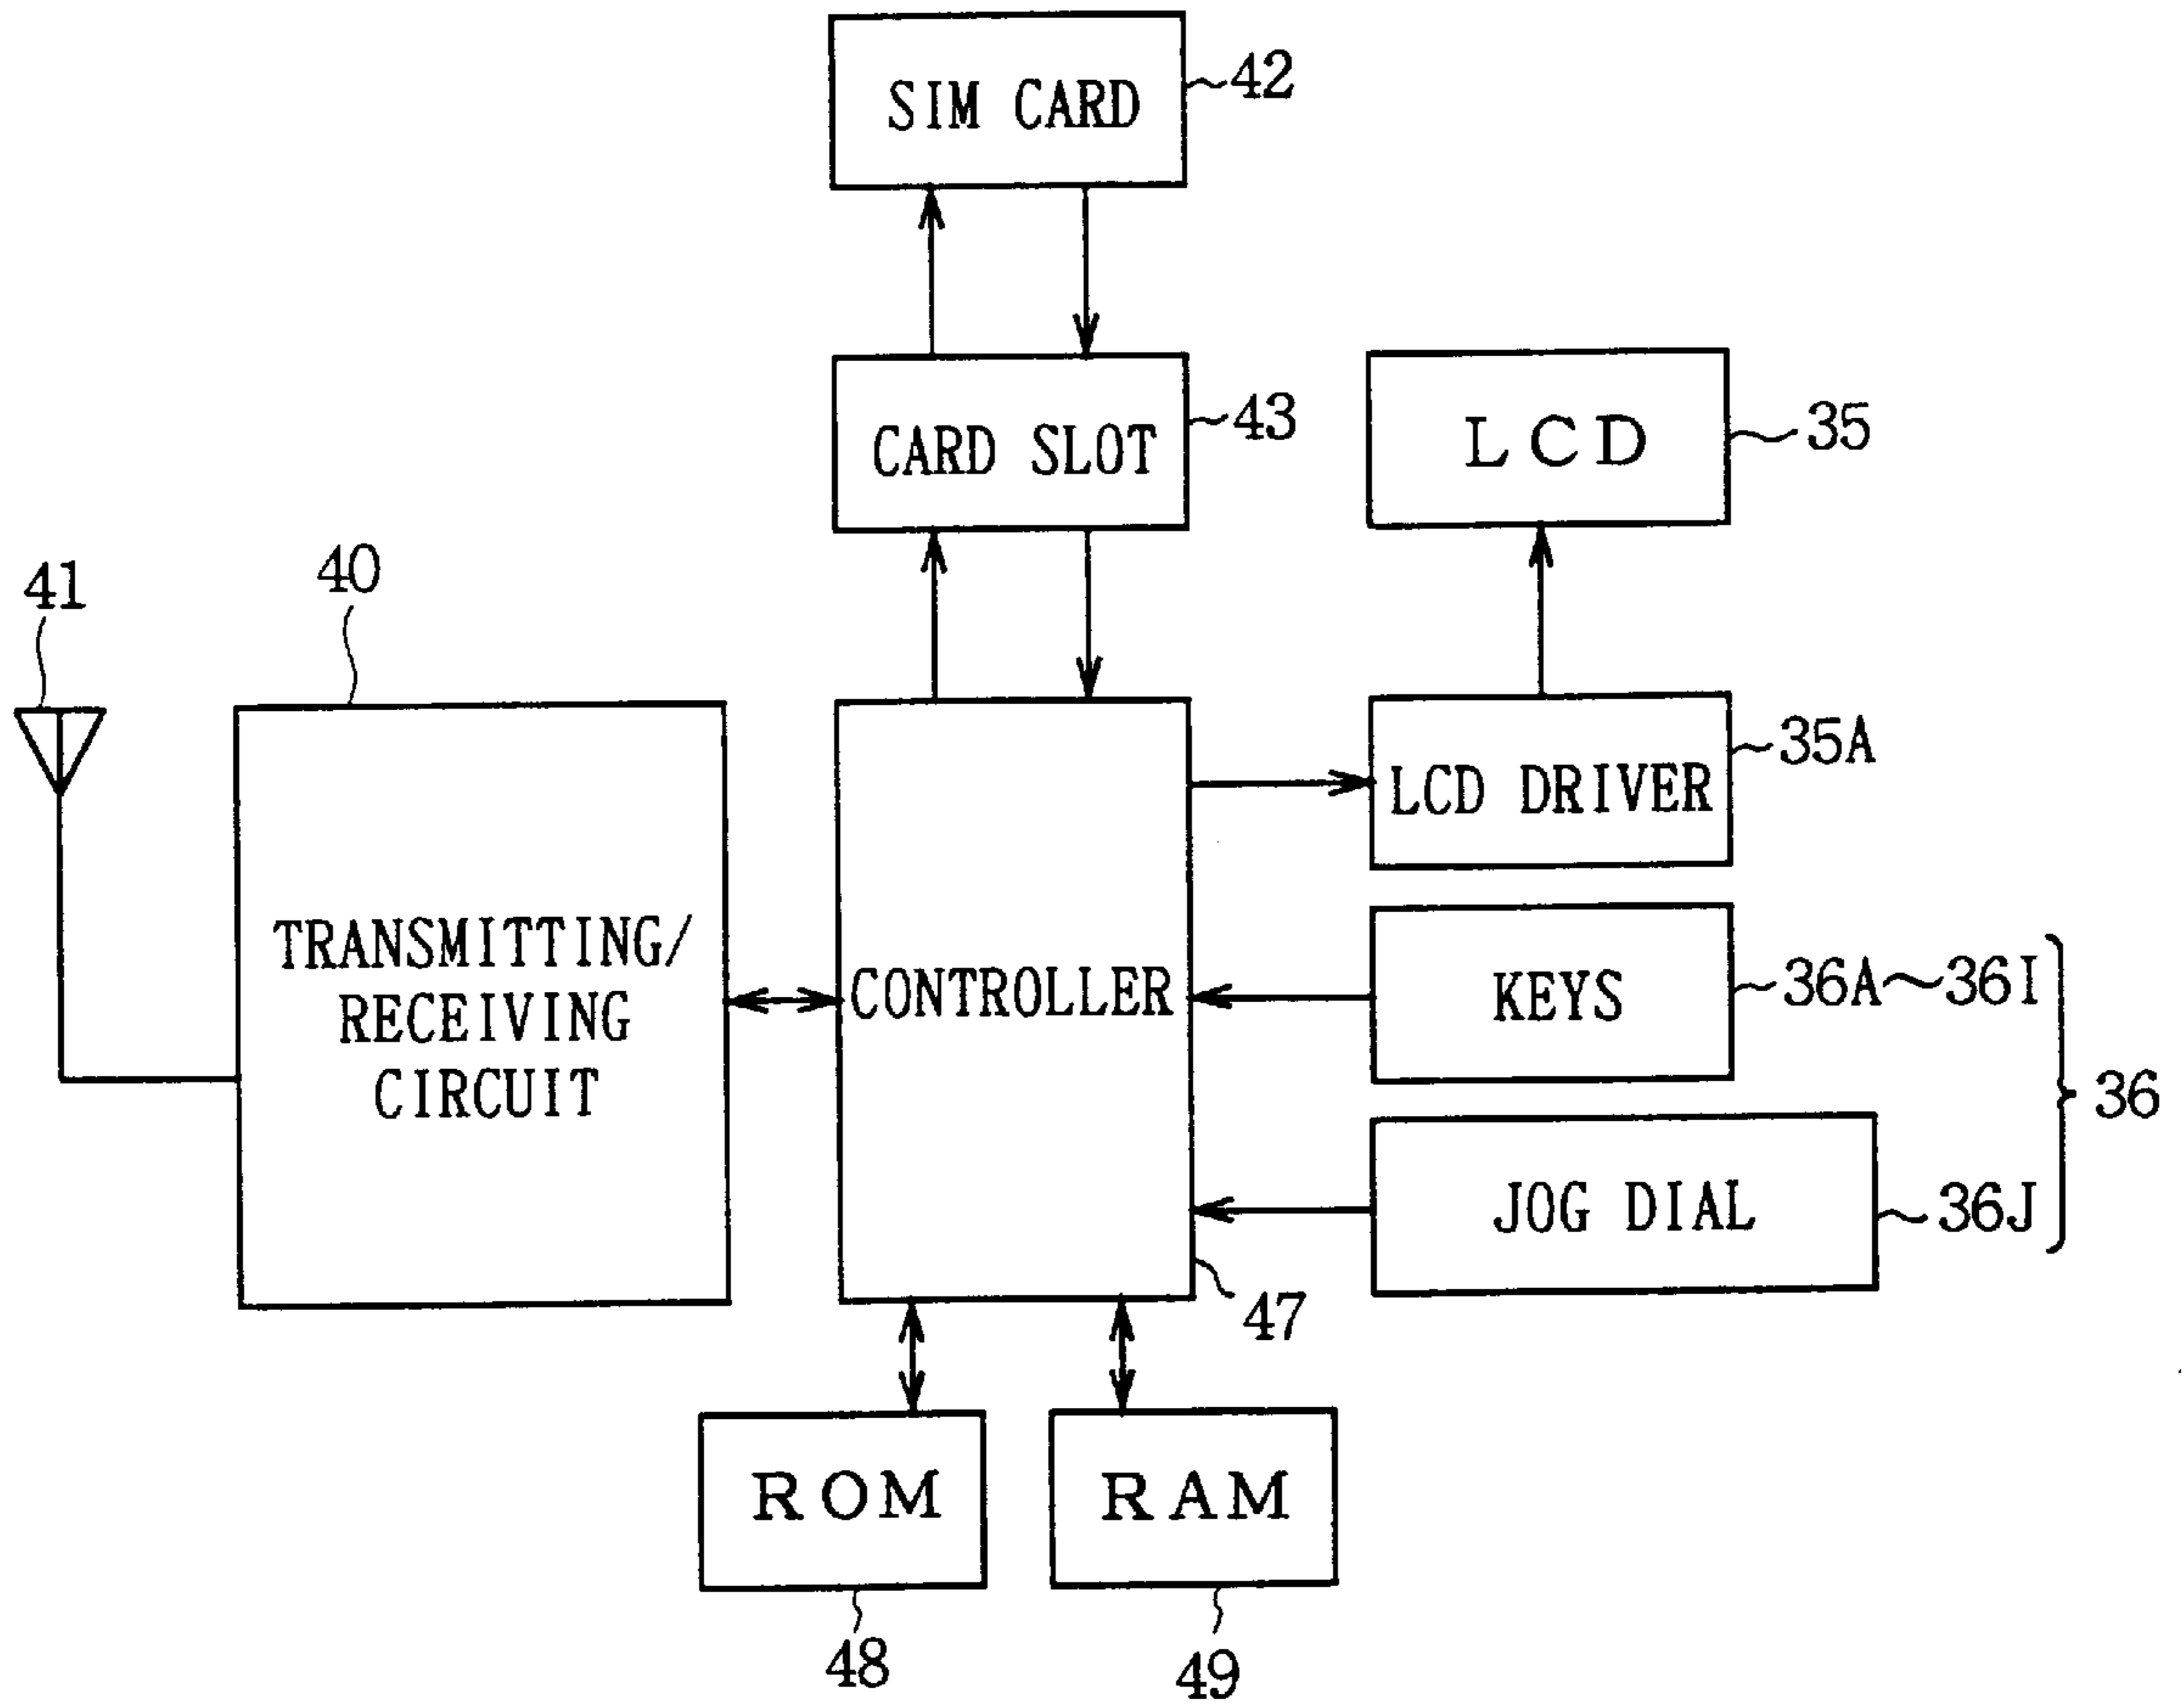 SIM CARD
42
CARD SLOT
43
LCD
35
41
40
LCD DRIVER
35A
TRANSMITTING/
RECEIVING
CIRCUIT
CONTROLLER
47
KEYS
36A~36I
36
JOG DIAL
36J
ROM
RAM
48
49